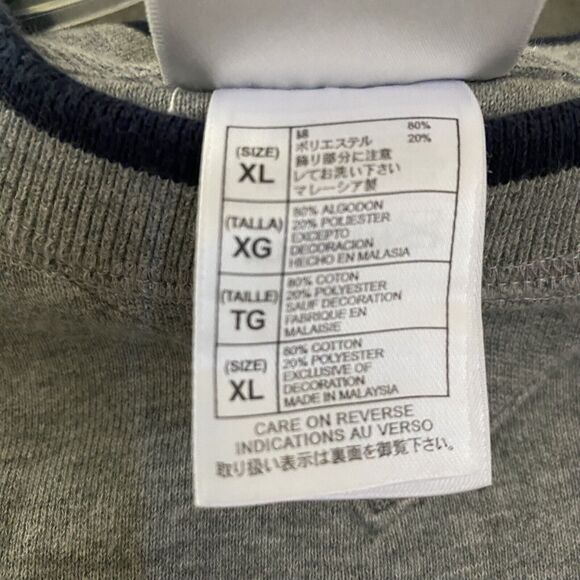 (SIZE)
XL
綿 80%
ポリエステル 20%
飾り部分に注意
してお洗い下さい
マレーシア製
(TALLA)
XG
80% ALGODON
20% POLIESTER
EXCEPTO
DECORACION
HECHO EN MALASIA
(TAILLE)
TG
80% COTON
20% POLYESTER
SAUF DECORATION
FABRIQUE EN
MALAISIE
(SIZE)
XL
80% COTTON
20% POLYESTER
EXCLUSIVE OF
DECORATION
MADE IN MALAYSIA
CARE ON REVERSE
INDICATIONS AU VERSO
取り扱い表示は裏面を御覧下さい。